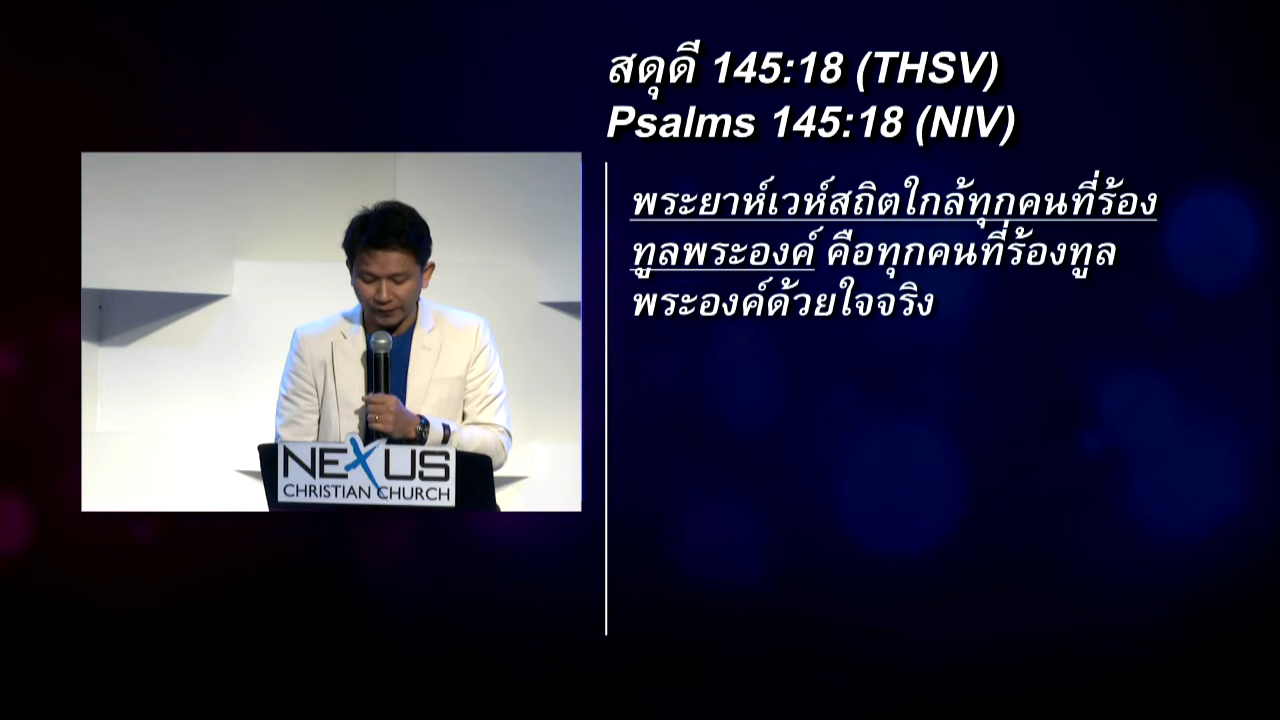 สดุดี 145:18 (THSV)
Psalms 145:18 (NIV)
พระยาห์เวห์สถิตใกล้ทุกคนที่ร้อง
ทูลพระองค์ คือทุกคนที่ร้องทูล
พระองค์ด้วยใจจริง
NEXUS
CHRISTIAN CHURCH